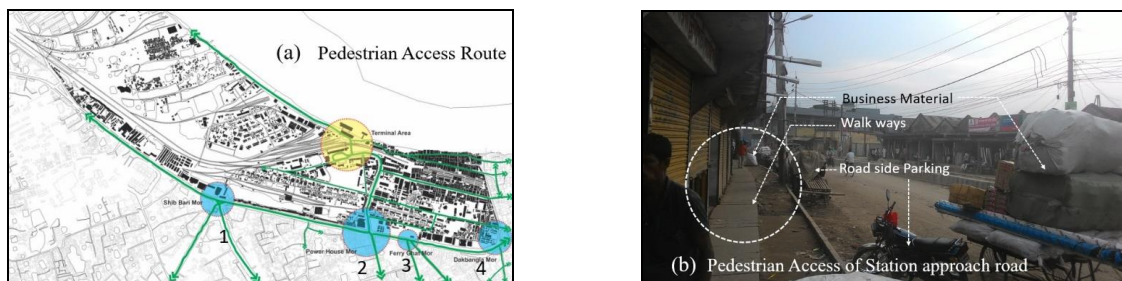 (a) Pedestrian Access Route
Terminal Area
Shib Bari Mor
1
Power House Mor
2
Ferry Ghat Mor
3
Dakbangla Mor
4
Business Material
Walk ways
Road side Parking
(b) Pedestrian Access of Station approach road